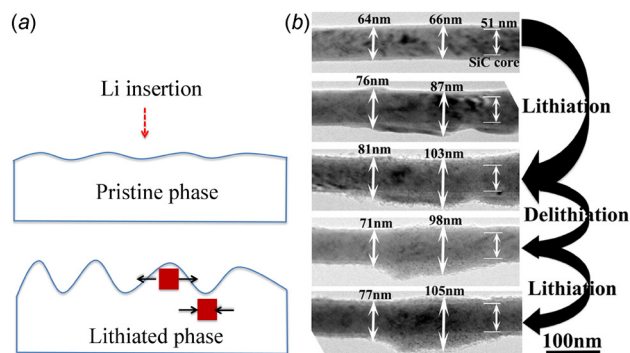 (a)
Li insertion
Pristine phase
Lithiated phase
(b)
64nm 66nm 51 nm
SiC core
76nm 87nm
Lithiation
81nm 103nm
Delithiation
71nm 98nm
Lithiation
77nm 105nm
100nm